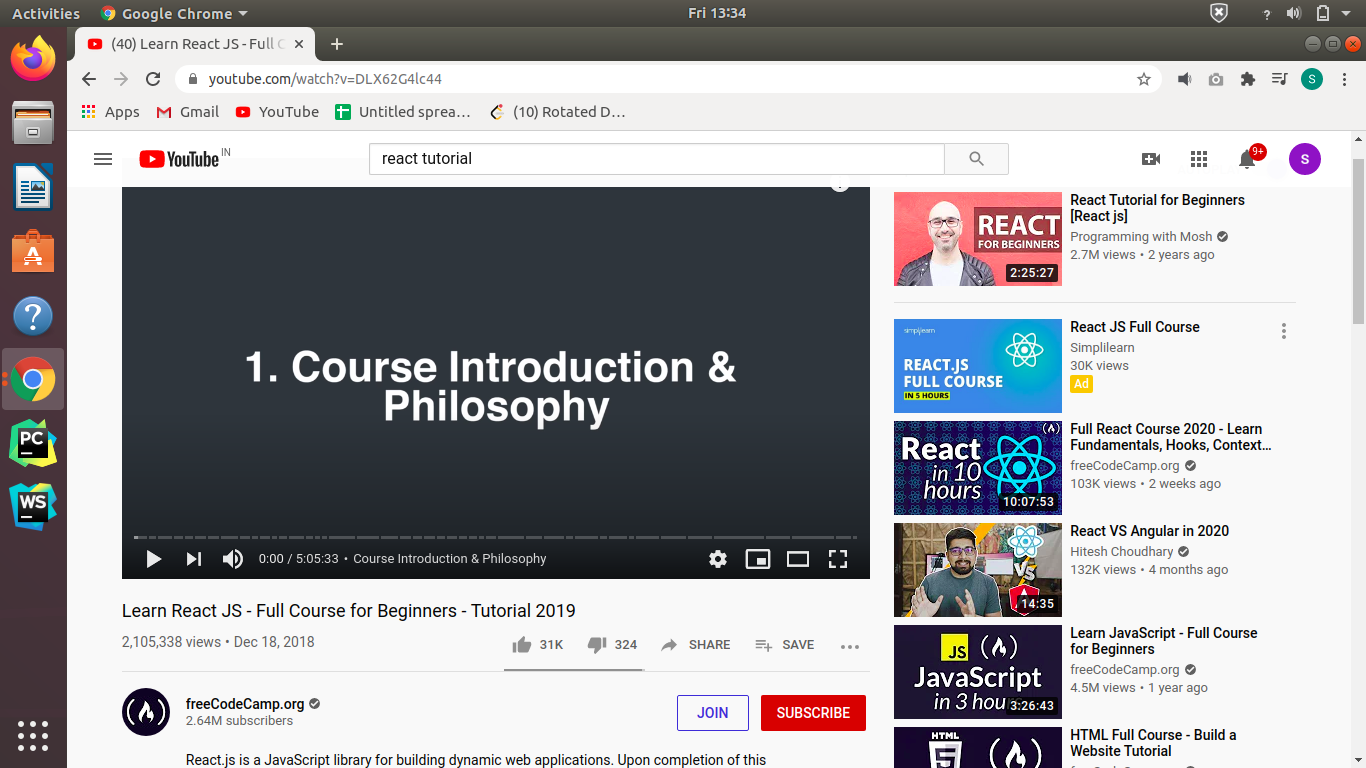 Activities
Google Chrome
Fri 13:34
?
(40) Learn React JS - Full C
youtube.com/watch?v=DLX62G4lc44
S
Apps
Gmail
YouTube
Untitled sprea…
(10) Rotated D…
YouTube IN
react tutorial
9+
S
1. Course Introduction &
Philosophy
0:00 / 5:05:33 • Course Introduction & Philosophy
Learn React JS - Full Course for Beginners - Tutorial 2019
2,105,338 views • Dec 18, 2018
31K
324
SHARE
SAVE
freeCodeCamp.org
2.64M subscribers
JOIN
SUBSCRIBE
React.js is a JavaScript library for building dynamic web applications. Upon completion of this
REACT
FOR BEGINNERS
2:25:27
React Tutorial for Beginners
[React js]
Programming with Mosh
2.7M views • 2 years ago
simplilearn
REACT.JS
FULL COURSE
IN 5 HOURS
React JS Full Course
Simplilearn
30K views
Ad
React
in 10
hours
10:07:53
Full React Course 2020 - Learn
Fundamentals, Hooks, Context…
freeCodeCamp.org
103K views • 2 weeks ago
VS
14:35
React VS Angular in 2020
Hitesh Choudhary
132K views • 4 months ago
JS
JavaScript
in 3 hou
3:26:43
Learn JavaScript - Full Course
for Beginners
freeCodeCamp.org
4.5M views • 1 year ago
HTML
HTML Full Course - Build a
Website Tutorial
?
PC
WS